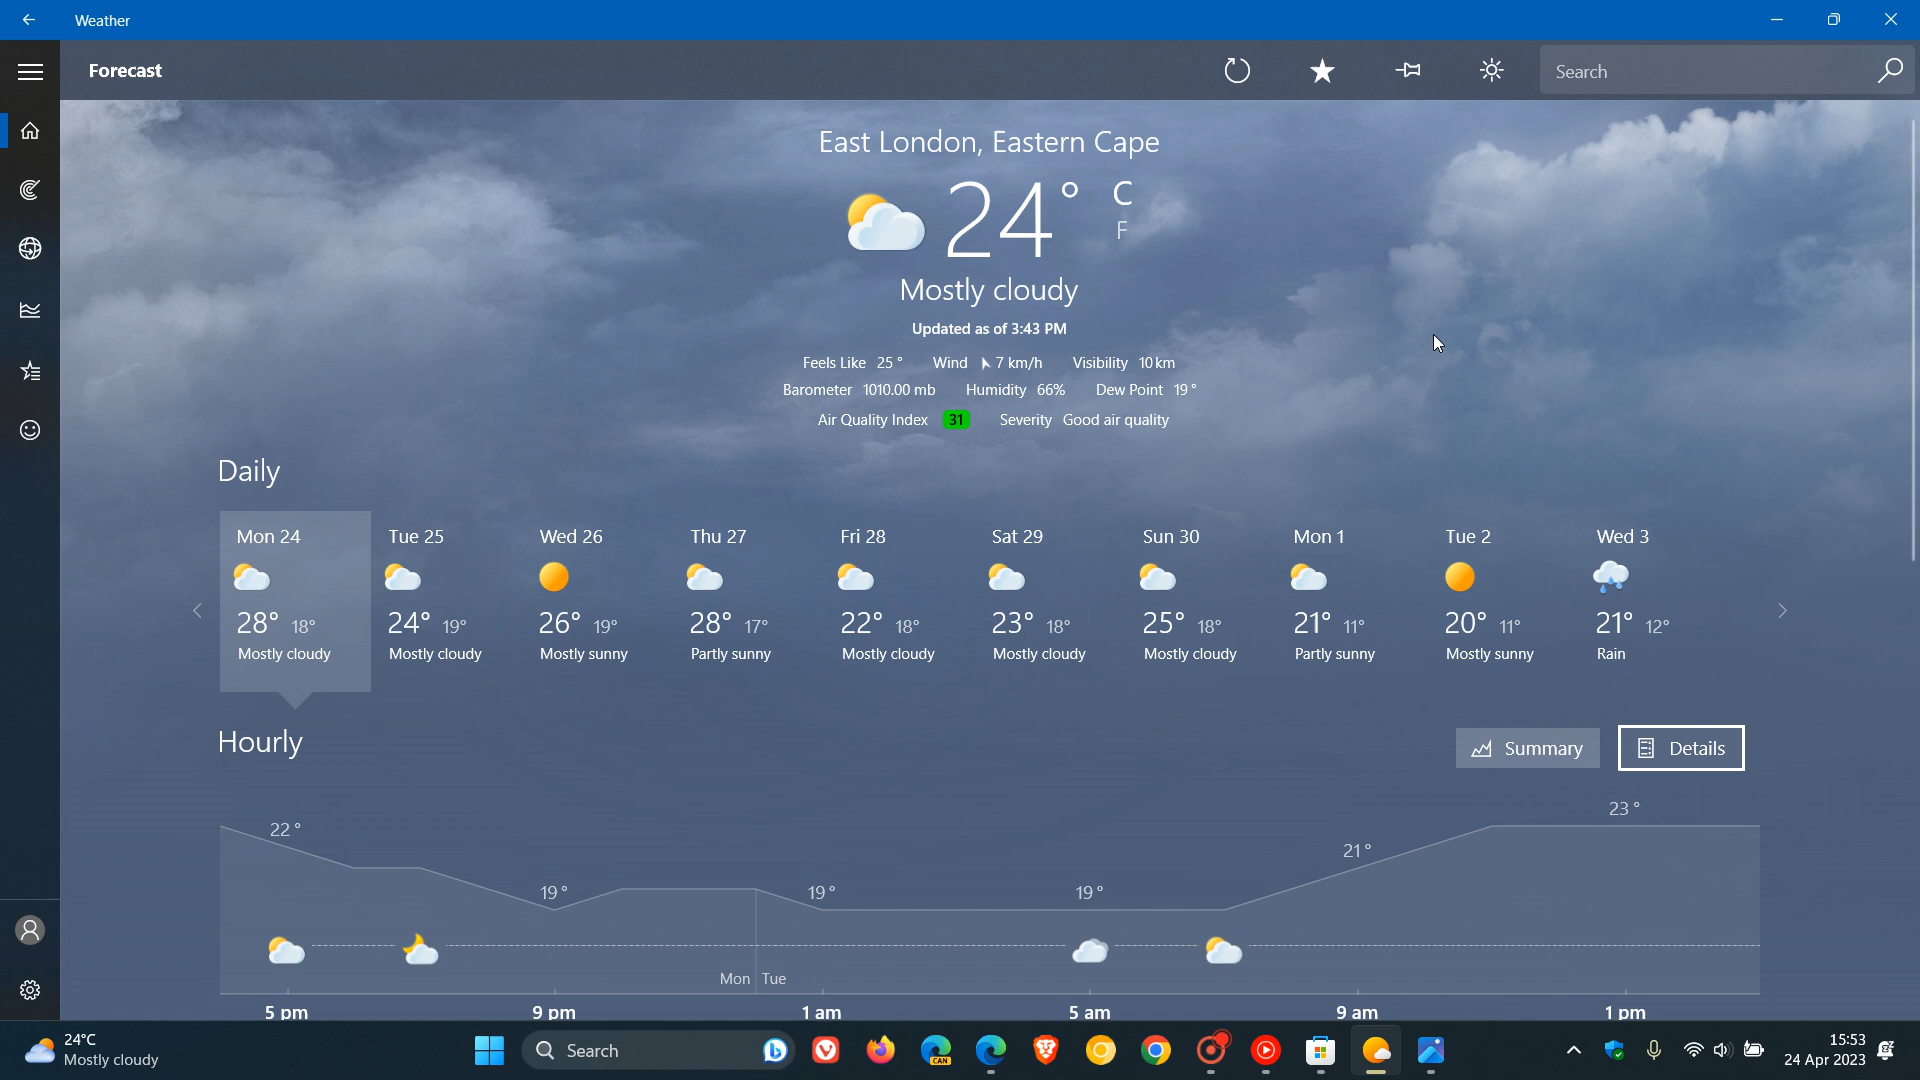 Weather
Forecast
Search
East London, Eastern Cape
24° C
F
Mostly cloudy
Updated as of 3:43 PM
Feels Like 25° Wind 7 km/h Visibility 10 km
Barometer 1010.00 mb Humidity 66% Dew Point 19°
Air Quality Index 31 Severity Good air quality
Daily
Mon 24 Tue 25 Wed 26 Thu 27 Fri 28 Sat 29 Sun 30 Mon 1 Tue 2 Wed 3
28° 18° 24° 19° 26° 19° 28° 17° 22° 18° 23° 18° 25° 18° 21° 11° 20° 11° 21° 12°
Mostly cloudy Mostly cloudy Mostly sunny Partly sunny Mostly cloudy Mostly cloudy Mostly cloudy Partly sunny Mostly sunny Rain
Hourly
Summary Details
23°
22°
21°
19° 19° 19°
Mon Tue
5 pm 9 pm 1 am 5 am 9 am 1 pm
24°C
Mostly cloudy
Search
CAN
15:53
24 Apr 2023